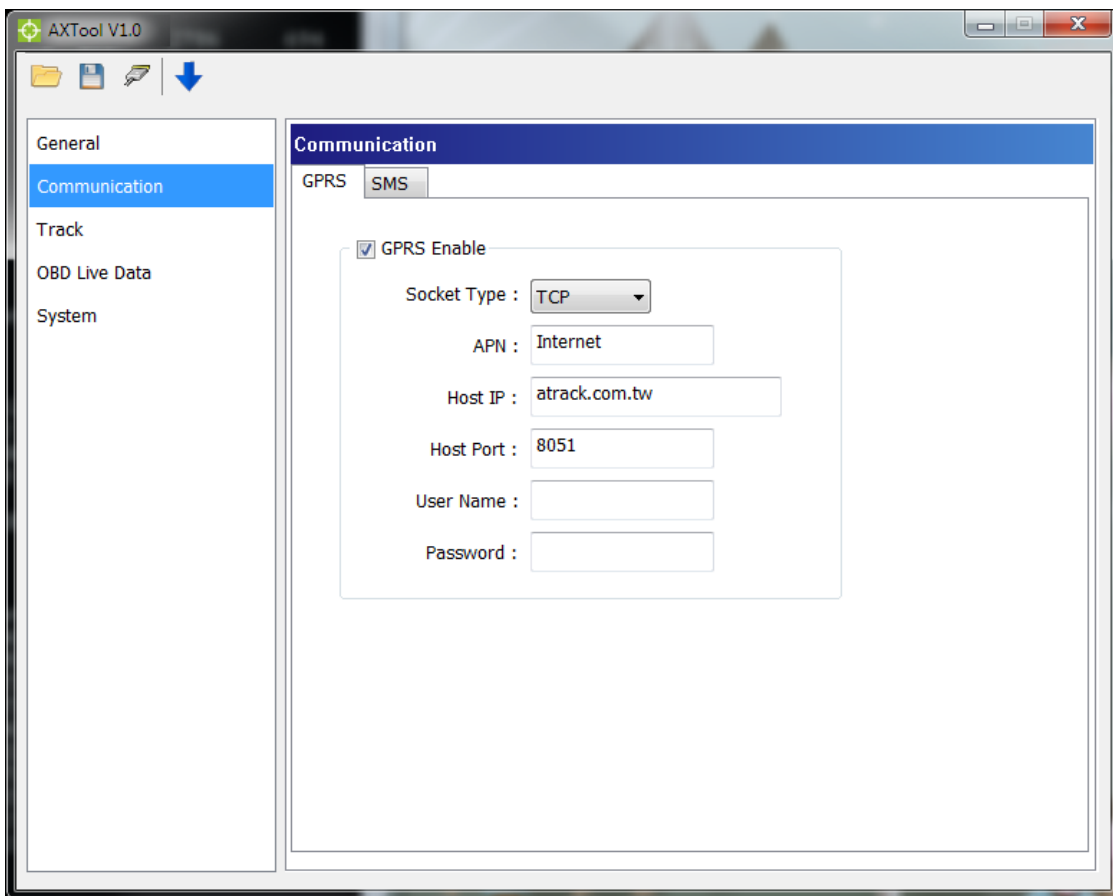 AXTool V1.0
General
Communication
Track
OBD Live Data
System
Communication
GPRS SMS
GPRS Enable
Socket Type : TCP
APN : Internet
Host IP : atrack.com.tw
Host Port : 8051
User Name :
Password :